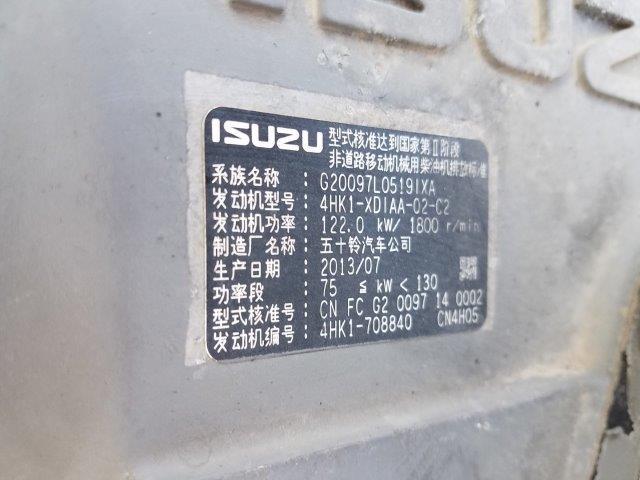 ISUZU
ISUZU
型式核准达到国家第Ⅱ阶段
非道路移动机械用柴油机排放标准
系族名称: G20097L0519IXA
发动机型号: 4HK1-XDIAA-02-C2
发动机功率: 122.0 kW/ 1800 r/min
制造厂名称: 五十铃汽车公司
生产日期: 2013/07
功率段: 75 ≦ kW < 130
型式核准号: CN FC G2 0097 14 0002
发动机编号: 4HK1-708840 CN4H05